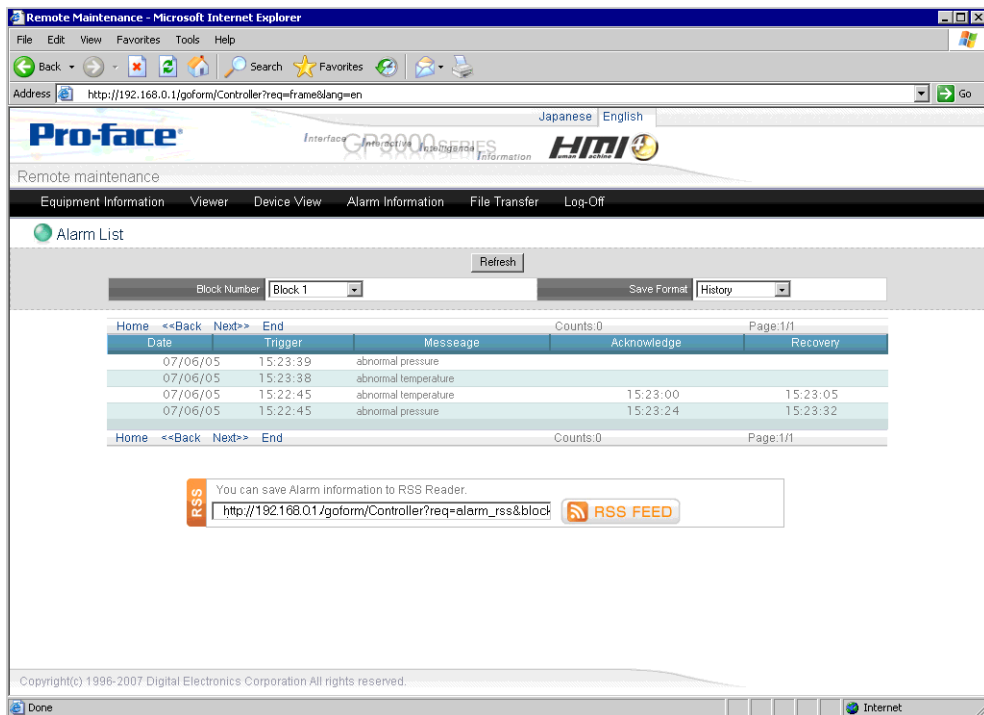 Remote Maintenance - Microsoft Internet Explorer
File Edit View Favorites Tools Help
Back Search Favorites
Address http://192.168.0.1/goform/Controller?req=frame&lang=en Go
Japanese English
Pro-face
Interface Interactive Intelligence Information
GP3000 SERIES
HMI
Human Machine
Remote maintenance
Equipment Information Viewer Device View Alarm Information File Transfer Log-Off
Alarm List
Refresh
Block Number Block 1 Save Format History
Home <<Back Next>> End Counts:0 Page:1/1
Date Trigger Messeage Acknowledge Recovery
07/06/05 15:23:39 abnormal pressure
07/06/05 15:23:38 abnormal temperature
07/06/05 15:22:45 abnormal temperature 15:23:00 15:23:05
07/06/05 15:22:45 abnormal pressure 15:23:24 15:23:32
Home <<Back Next>> End Counts:0 Page:1/1
RSS
You can save Alarm information to RSS Reader.
http://192.168.0.1/goform/Controller?req=alarm_rss&block
RSS FEED
Copyright(c) 1996-2007 Digital Electronics Corporation All rights reserved.
Done Internet